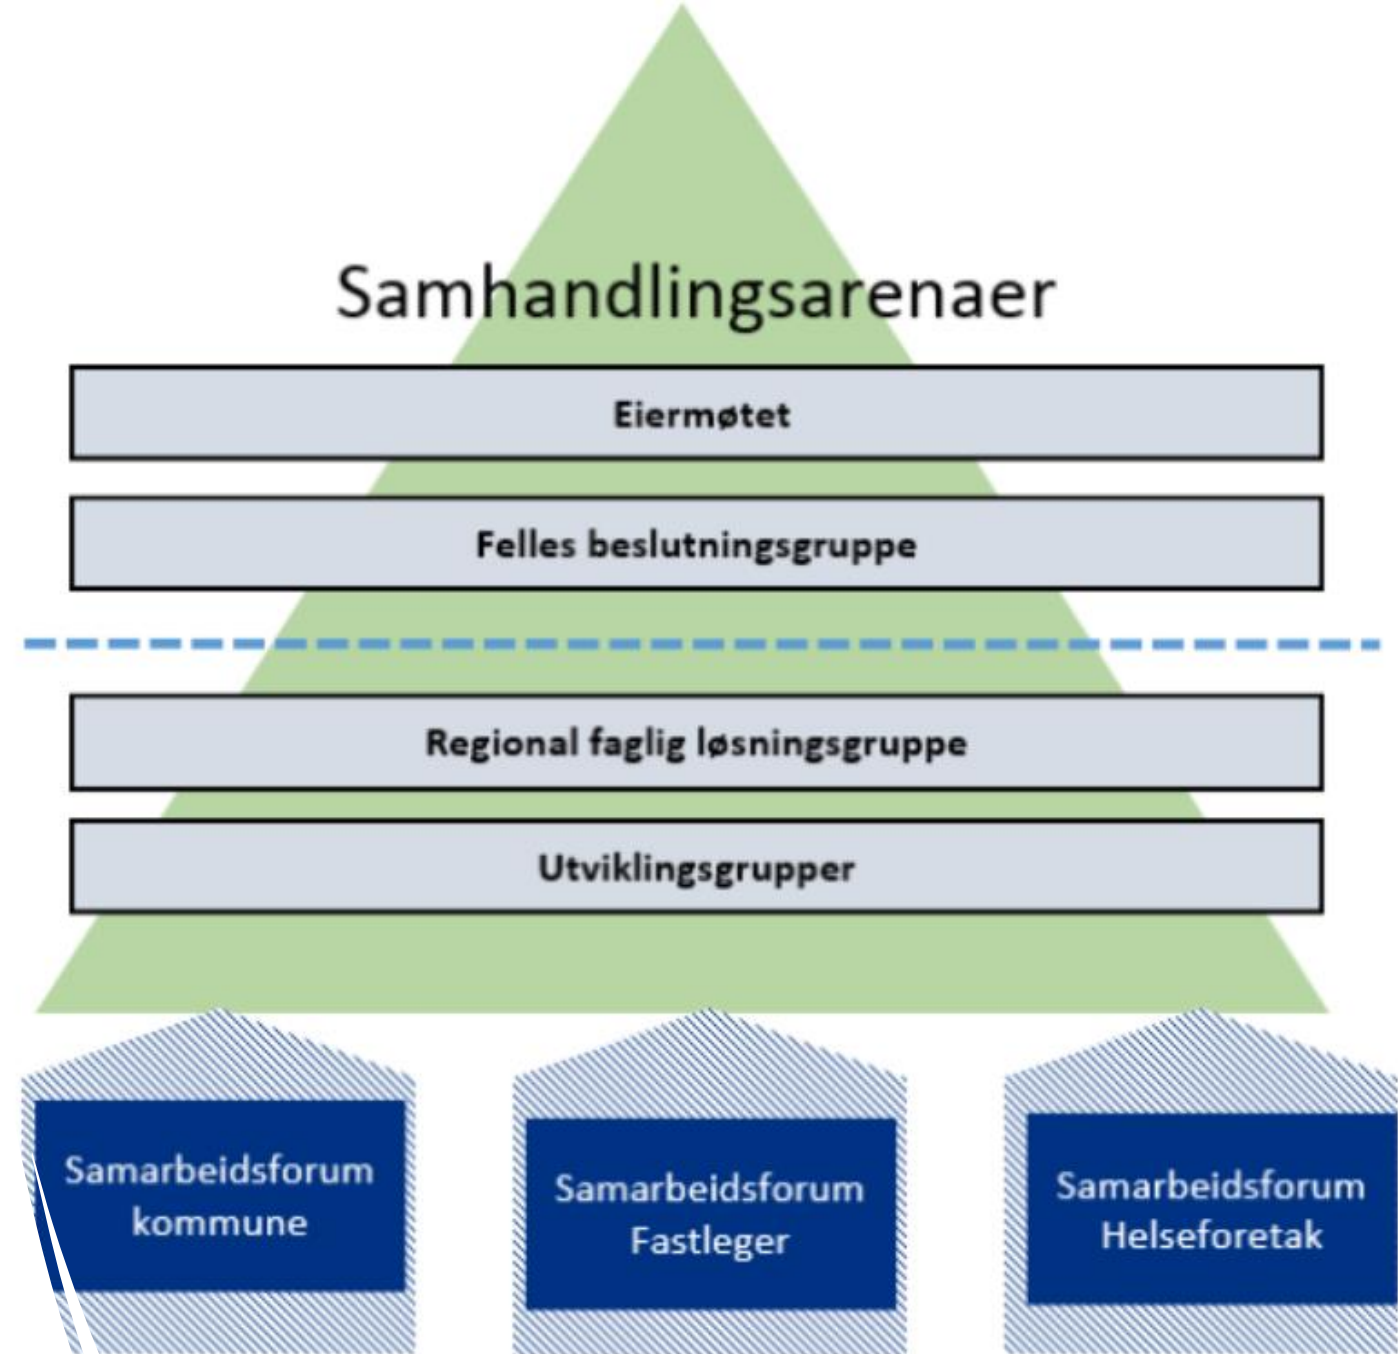 Samhandlingsarenaer
Eiermøtet
Felles beslutningsgruppe
Regional faglig løsningsgruppe
Utviklingsgrupper
Samarbeidsforum
kommune
Samarbeidsforum
Fastleger
Samarbeidsforum
Helseforetak